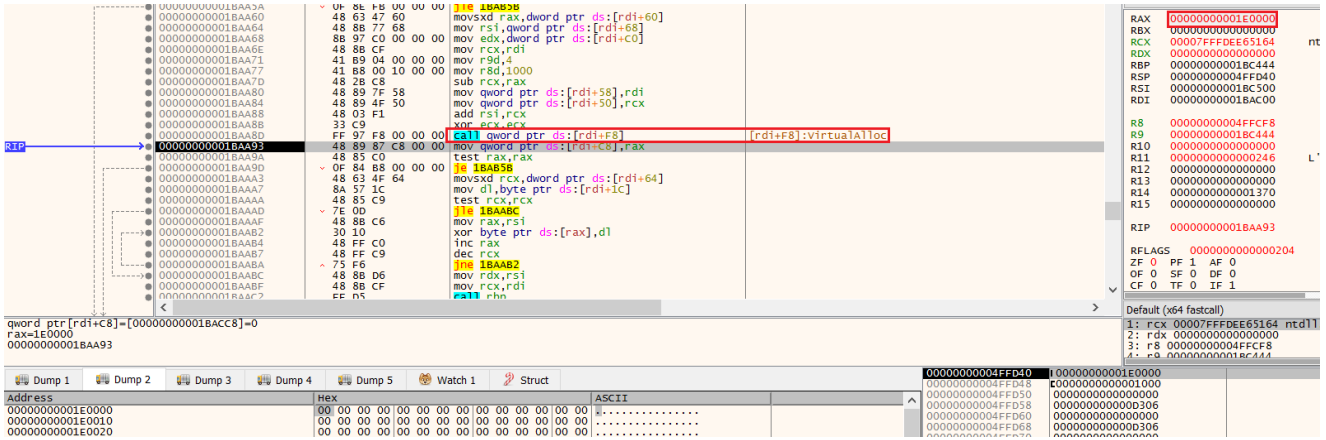 00000000001BAA5A 0F 8E FB 00 00 00 jle 1BAB5B
00000000001BAA60 48 63 47 60 movsxd rax,dword ptr ds:[rdi+60]
00000000001BAA64 48 8B 77 68 mov rsi,qword ptr ds:[rdi+68]
00000000001BAA68 8B 97 C0 00 00 00 mov edx,dword ptr ds:[rdi+C0]
00000000001BAA6E 48 8B CF mov rcx,rdi
00000000001BAA71 41 B9 04 00 00 00 mov r9d,4
00000000001BAA77 41 B8 00 10 00 00 mov r8d,1000
00000000001BAA7D 48 2B C8 sub rcx,rax
00000000001BAA80 48 89 7F 58 mov qword ptr ds:[rdi+58],rdi
00000000001BAA84 48 89 4F 50 mov qword ptr ds:[rdi+50],rcx
00000000001BAA88 48 03 F1 add rsi,rcx
00000000001BAA8B 33 C9 xor ecx,ecx
00000000001BAA8D FF 97 F8 00 00 00 call qword ptr ds:[rdi+F8] [rdi+F8]:VirtualAlloc
RIP 00000000001BAA93 48 89 87 C8 00 00 mov qword ptr ds:[rdi+C8],rax
00000000001BAA9A 48 85 C0 test rax,rax
00000000001BAA9D 0F 84 B8 00 00 00 je 1BAB5B
00000000001BAAA3 48 63 4F 64 movsxd rcx,dword ptr ds:[rdi+64]
00000000001BAAA7 8A 57 1C mov dl,byte ptr ds:[rdi+1C]
00000000001BAAAA 48 85 C9 test rcx,rcx
00000000001BAAAD 7E 0D jle 1BAABC
00000000001BAAAF 48 8B C6 mov rax,rsi
00000000001BAAB2 30 10 xor byte ptr ds:[rax],dl
00000000001BAAB4 48 FF C0 inc rax
00000000001BAAB7 48 FF C9 dec rcx
00000000001BAABA 75 F6 jne 1BAAB2
00000000001BAABC 48 8B D6 mov rdx,rsi
00000000001BAABF 48 8B CF mov rcx,rdi
00000000001BAAC2 FF D5 call rbp
RAX 00000000001E0000
RBX 0000000000000000
RCX 00007FFFDEE65164 nt
RDX 0000000000000000
RBP 00000000001BC444
RSP 00000000004FFD40
RSI 00000000001BC500
RDI 00000000001BAC00
R8 00000000004FFCF8
R9 00000000001BC444
R10 0000000000000000
R11 0000000000000246 L'
R12 0000000000000000
R13 0000000000000000
R14 0000000000001370
R15 0000000000000000
RIP 00000000001BAA93
RFLAGS 0000000000000204
ZF 0 PF 1 AF 0
OF 0 SF 0 DF 0
CF 0 TF 0 IF 1
Default (x64 fastcall)
1: rcx 00007FFFDEE65164 ntdll
2: rdx 0000000000000000
3: r8 00000000004FFCF8
4: r9 00000000001BC444
qword ptr[rdi+C8]=[00000000001BACC8]=0
rax=1E0000
00000000001BAA93
Dump 1 Dump 2 Dump 3 Dump 4 Dump 5 Watch 1 Struct
Address Hex ASCII
00000000001E0000 00 00 00 00 00 00 00 00 00 00 00 00 00 00 00 00 ................
00000000001E0010 00 00 00 00 00 00 00 00 00 00 00 00 00 00 00 00 ................
00000000001E0020 00 00 00 00 00 00 00 00 00 00 00 00 00 00 00 00 ................
00000000004FFD40 00000000001E0000
00000000004FFD48 0000000000001000
00000000004FFD50 0000000000000000
00000000004FFD58 000000000000D306
00000000004FFD60 0000000000000000
00000000004FFD68 000000000000D306
00000000004FFD70 0000000000000000